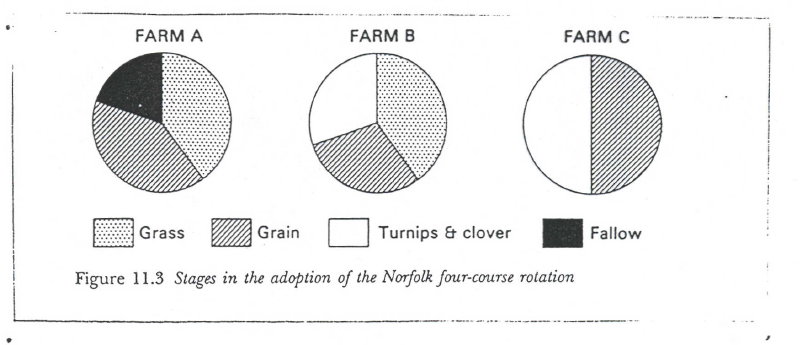 FARM A FARM B FARM C
Grass Grain Turnips & clover Fallow
Figure 11.3 Stages in the adoption of the Norfolk four-course rotation